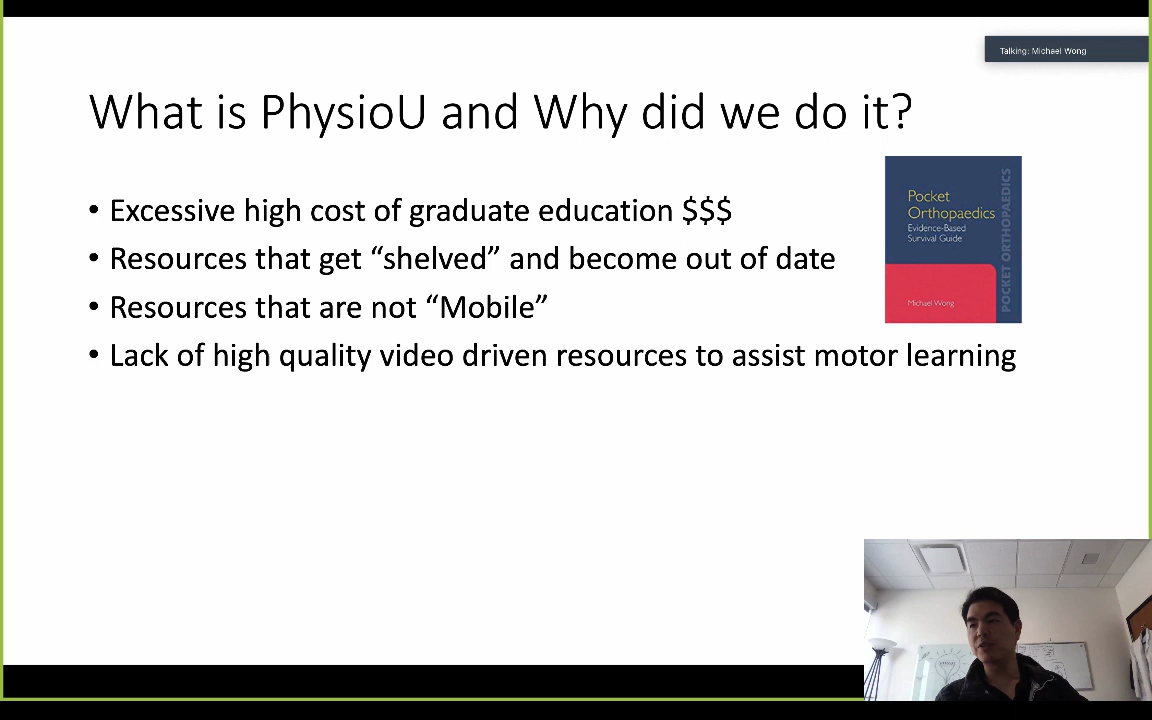 Talking: Michael Wong
What is PhysioU and Why did we do it?
• Excessive high cost of graduate education $$$
• Resources that get “shelved” and become out of date
• Resources that are not “Mobile”
• Lack of high quality video driven resources to assist motor learning
Pocket
Orthopaedics
Evidence-Based
Survival Guide
Michael Wong
POCKET ORTHOPAEDICS